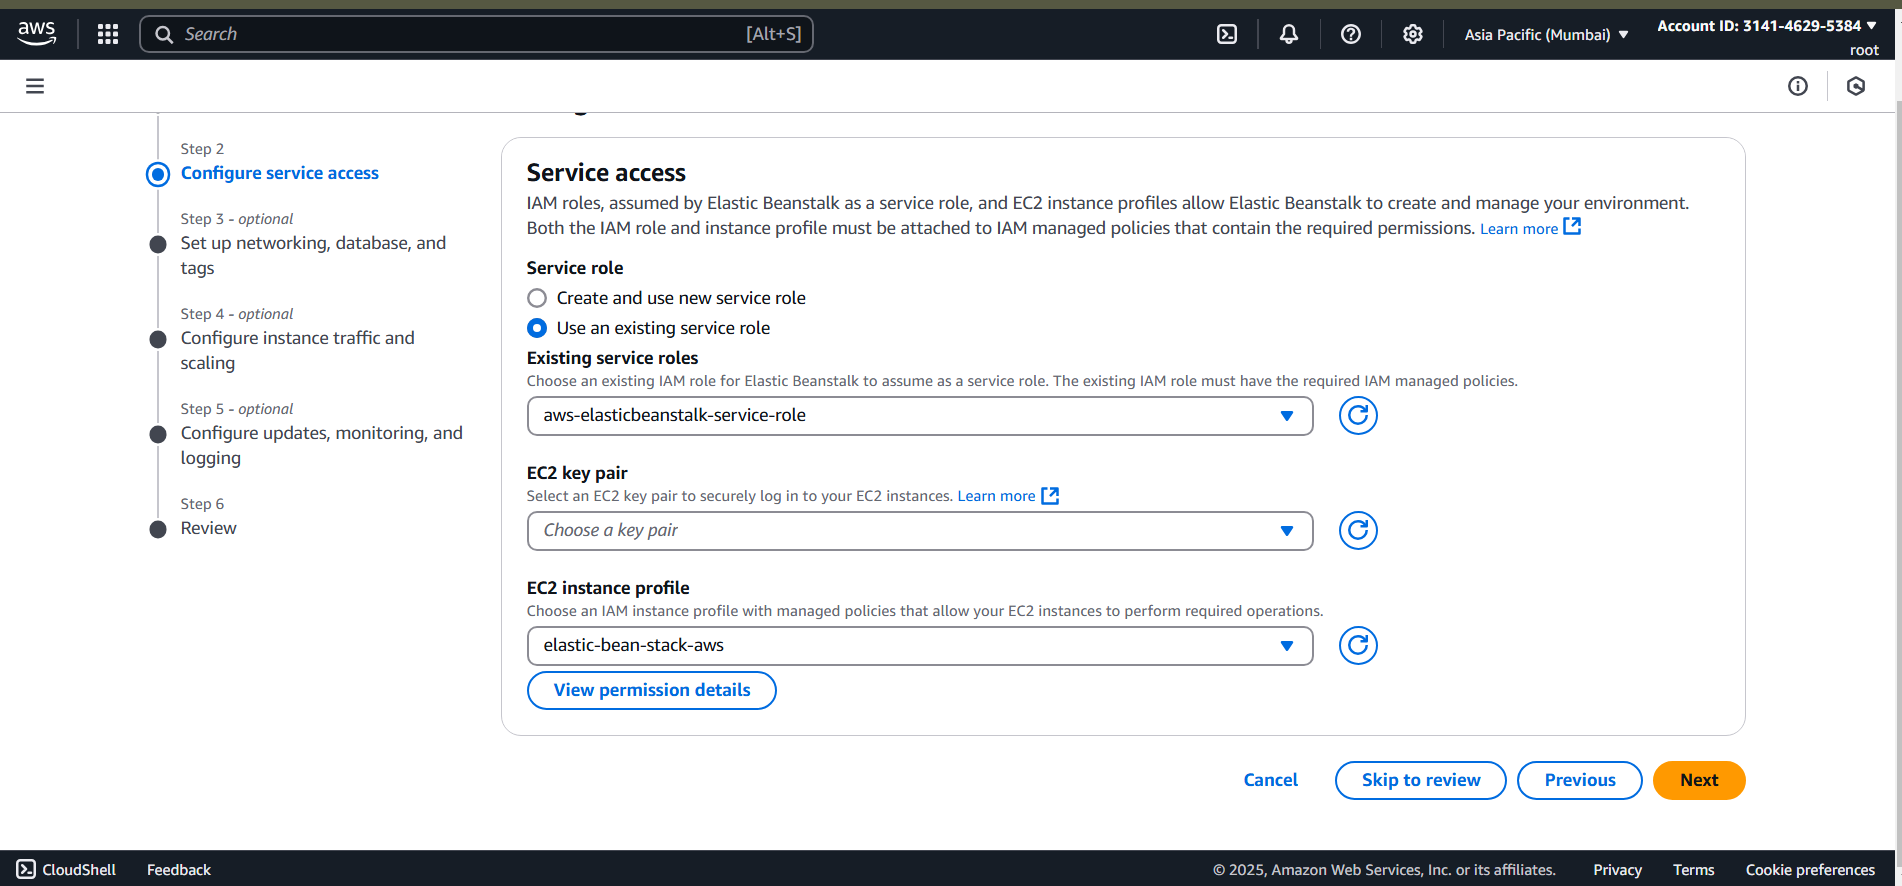 aws
Search
[Alt+S]
Asia Pacific (Mumbai)
Account ID: 3141-4629-5384
root
Step 2
Configure service access
Step 3 - optional
Set up networking, database, and
tags
Step 4 - optional
Configure instance traffic and
scaling
Step 5 - optional
Configure updates, monitoring, and
logging
Step 6
Review
Service access
IAM roles, assumed by Elastic Beanstalk as a service role, and EC2 instance profiles allow Elastic Beanstalk to create and manage your environment.
Both the IAM role and instance profile must be attached to IAM managed policies that contain the required permissions. Learn more
Service role
Create and use new service role
Use an existing service role
Existing service roles
Choose an existing IAM role for Elastic Beanstalk to assume as a service role. The existing IAM role must have the required IAM managed policies.
aws-elasticbeanstalk-service-role
EC2 key pair
Select an EC2 key pair to securely log in to your EC2 instances. Learn more
Choose a key pair
EC2 instance profile
Choose an IAM instance profile with managed policies that allow your EC2 instances to perform required operations.
elastic-bean-stack-aws
View permission details
Cancel
Skip to review
Previous
Next
CloudShell
Feedback
© 2025, Amazon Web Services, Inc. or its affiliates.
Privacy
Terms
Cookie preferences